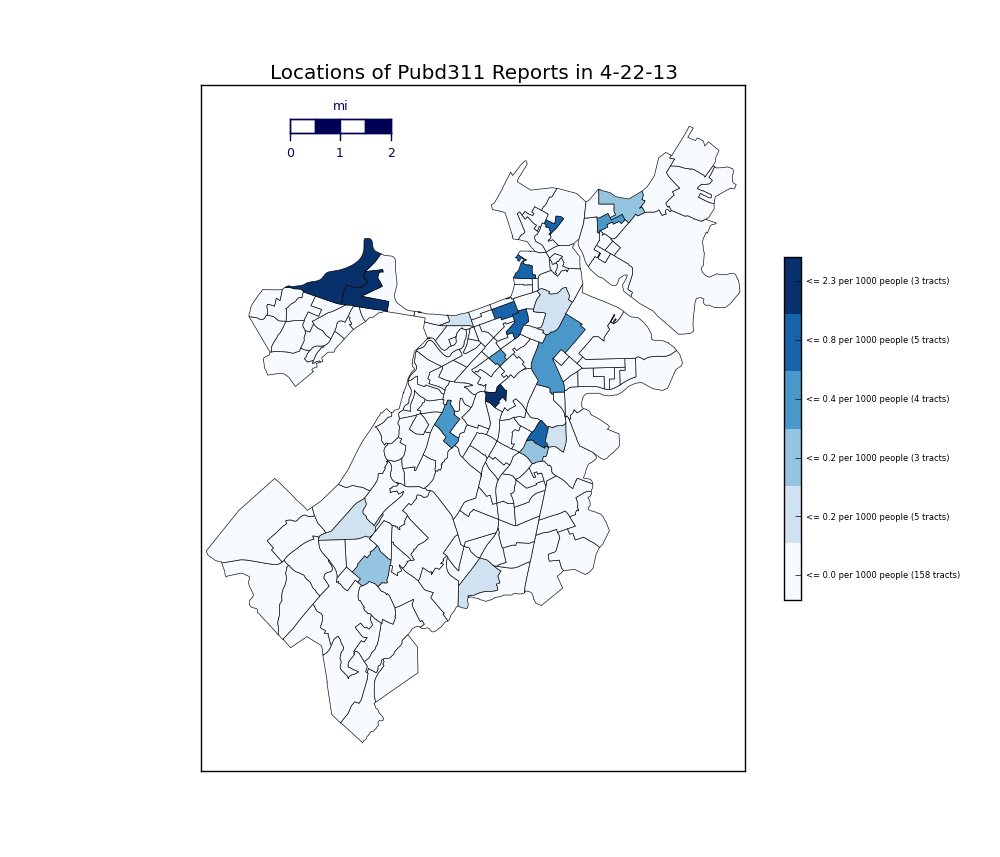 Locations of Pubd311 Reports in 4-22-13
mi
0 1 2
<= 2.3 per 1000 people (3 tracts)
<= 0.8 per 1000 people (5 tracts)
<= 0.4 per 1000 people (4 tracts)
<= 0.2 per 1000 people (3 tracts)
<= 0.2 per 1000 people (5 tracts)
<= 0.0 per 1000 people (158 tracts)